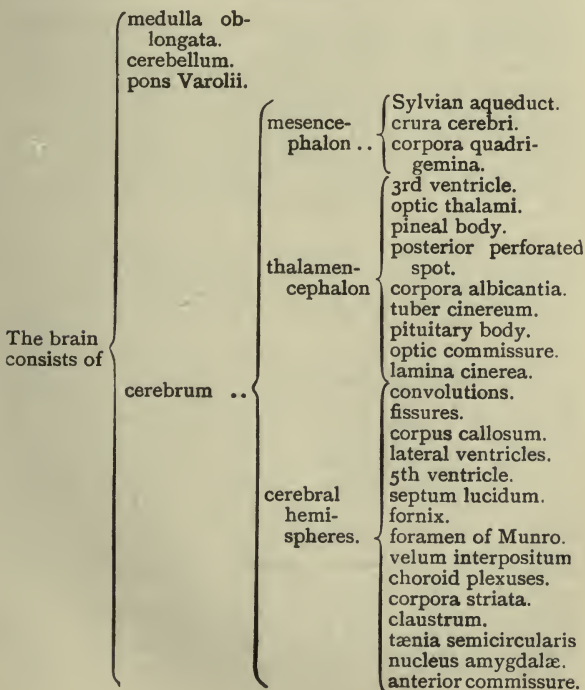 The brain
consists of
medulla ob-
longata.
cerebellum.
pons Varolii.
cerebrum ..
mesence-
phalon ..
Sylvian aqueduct.
crura cerebri.
corpora quadri-
gemina.
thalamen-
cephalon
3rd ventricle.
optic thalami.
pineal body.
posterior perforated
spot.
corpora albicantia.
tuber cinereum.
pituitary body.
optic commissure.
lamina cinerea.
cerebral
hemi-
spheres.
convolutions.
fissures.
corpus callosum.
lateral ventricles.
5th ventricle.
septum lucidum.
fornix.
foramen of Munro.
velum interpositum
choroid plexuses.
corpora striata.
claustrum.
tænia semicircularis
nucleus amygdalæ.
anterior commissure.